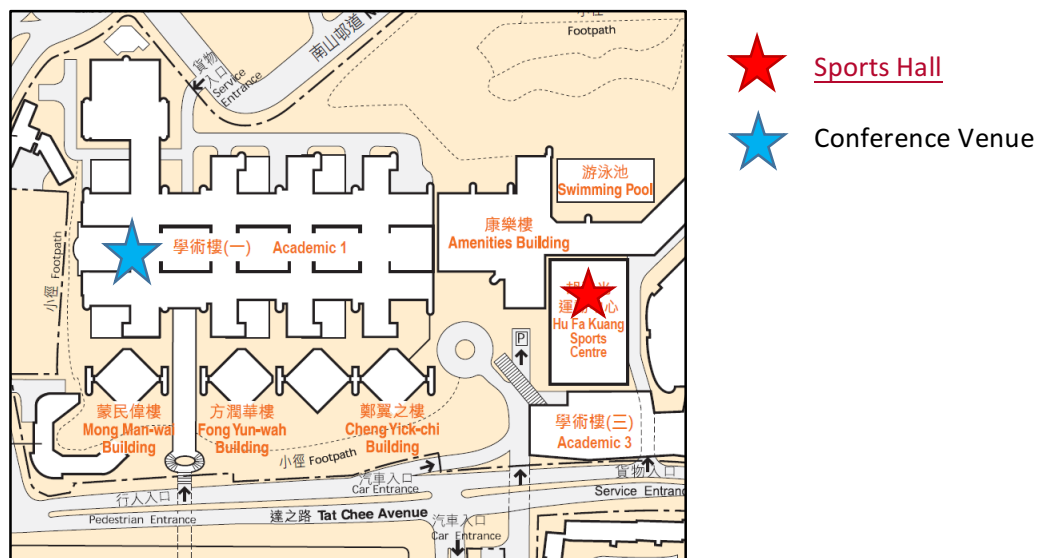 小徑
Footpath
南山邨道 N
貨物
入口
Service
Entrance
游泳池
Swimming Pool
康樂樓
Amenities Building
學術樓(一) Academic 1
小徑 Footpath
運 心
Hu Fa Kuang
Sports
Centre
P
蒙民偉樓
Mong Man-wai
Building
方潤華樓
Fong Yun-wah
Building
鄭翼之樓
Cheng Yick-chi
Building
學術樓(三)
Academic 3
小徑 Footpath
汽車入口
Car Entrance
貨物入口
Service Entranc
行人入口
Pedestrian Entrance
達之路 Tat Chee Avenue
汽車入口
Car Entrance
Sports Hall
Conference Venue